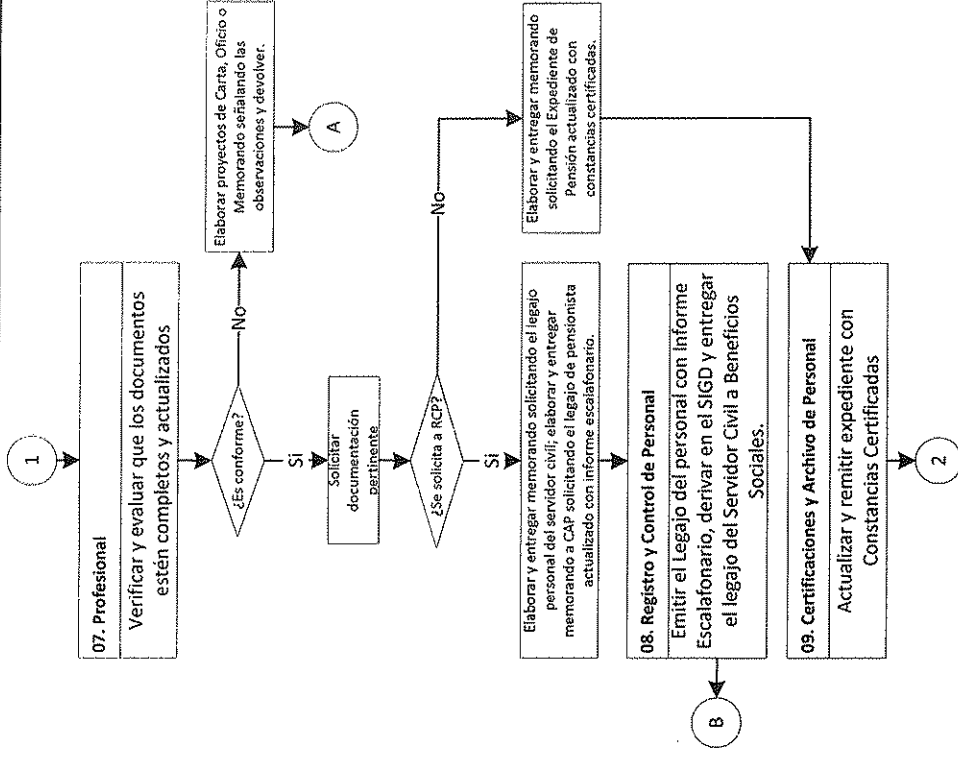 1
07. Profesional
Verificar y evaluar que los documentos
estén completos y actualizados
¿Es conforme?
No
Elaborar proyectos de Carta, Oficio o
Memorando señalando las
observaciones y devolver.
A
Si
Solicitar
documentación
pertinente
¿Se solicita a RCP?
No
Elaborar y entregar memorando
solicitando el Expediente de
Pensión actualizado con
constancias certificadas.
Si
Elaborar y entregar memorando solicitando el legajo
personal del servidor civil; elaborar y entregar
memorando a CAP solicitando el legajo de pensionista
actualizado con informe escalafonario.
08. Registro y Control de Personal
Emitir el Legajo del personal con Informe
Escalafonario, derivar en el SIGD y entregar
el legajo del Servidor Civil a Beneficios
Sociales.
B
09. Certificaciones y Archivo de Personal
Actualizar y remitir expediente con
Constancias Certificadas
2